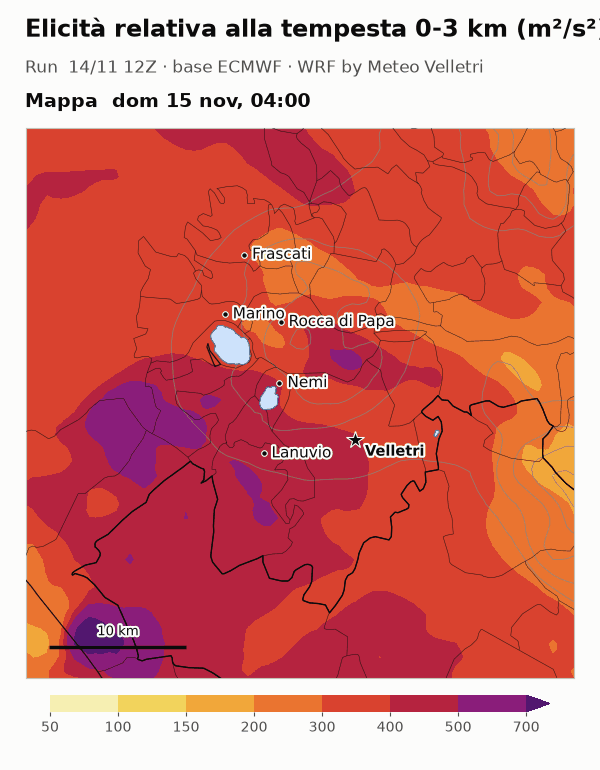 Elicità relativa alla tempesta 0-3 km (m²/s²)
Run 14/11 12Z · base ECMWF · WRF by Meteo Velletri
Mappa dom 15 nov, 04:00
Frascati
Marino
Rocca di Papa
Nemi
Velletri
Lanuvio
10 km
50 100 150 200 300 400 500 700